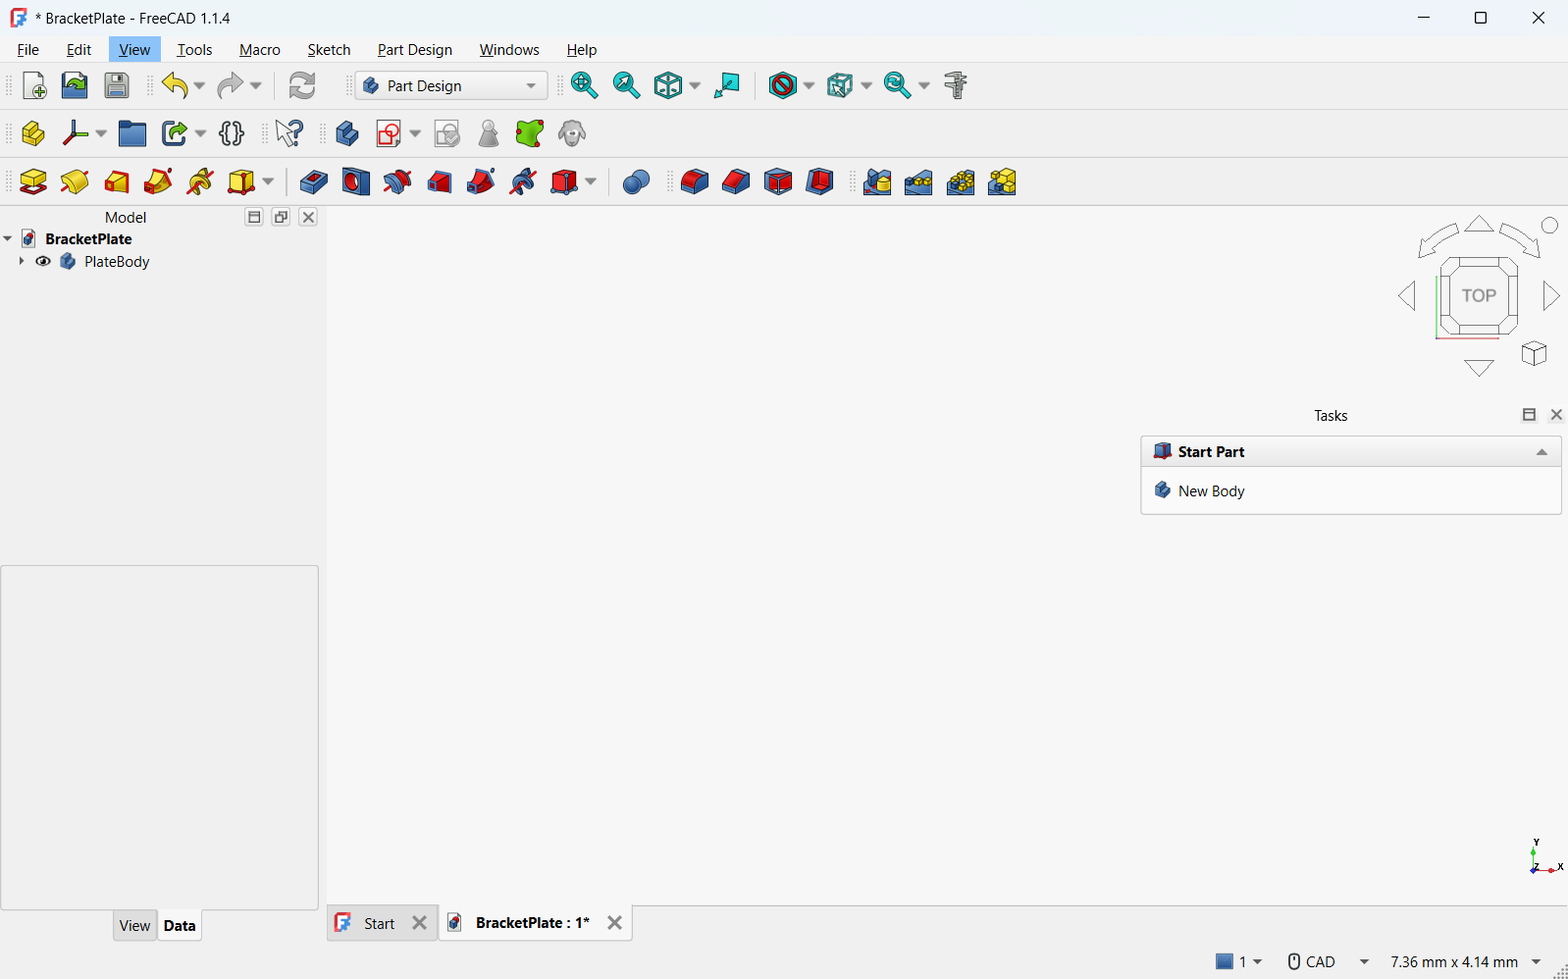 * BracketPlate - FreeCAD 1.1.4
File Edit View Tools Macro Sketch Part Design Windows Help
Part Design
Model
BracketPlate
PlateBody
TOP
Tasks
Start Part
New Body
Y
Z X
View Data
Start BracketPlate : 1*
1 CAD 7.36 mm x 4.14 mm